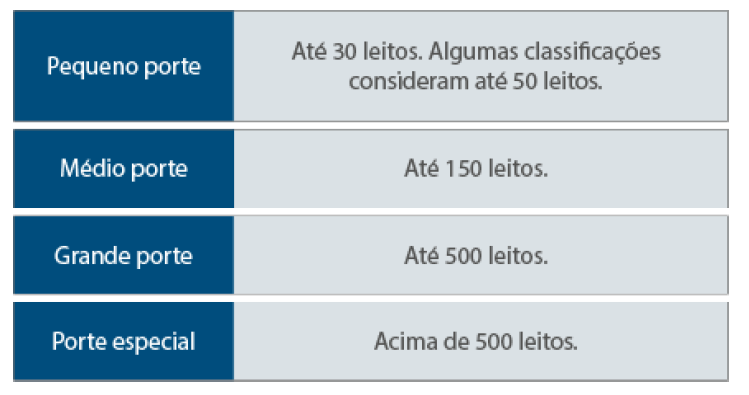 Pequeno porte
Até 30 leitos. Algumas classificações
consideram até 50 leitos.
Médio porte
Até 150 leitos.
Grande porte
Até 500 leitos.
Porte especial
Acima de 500 leitos.